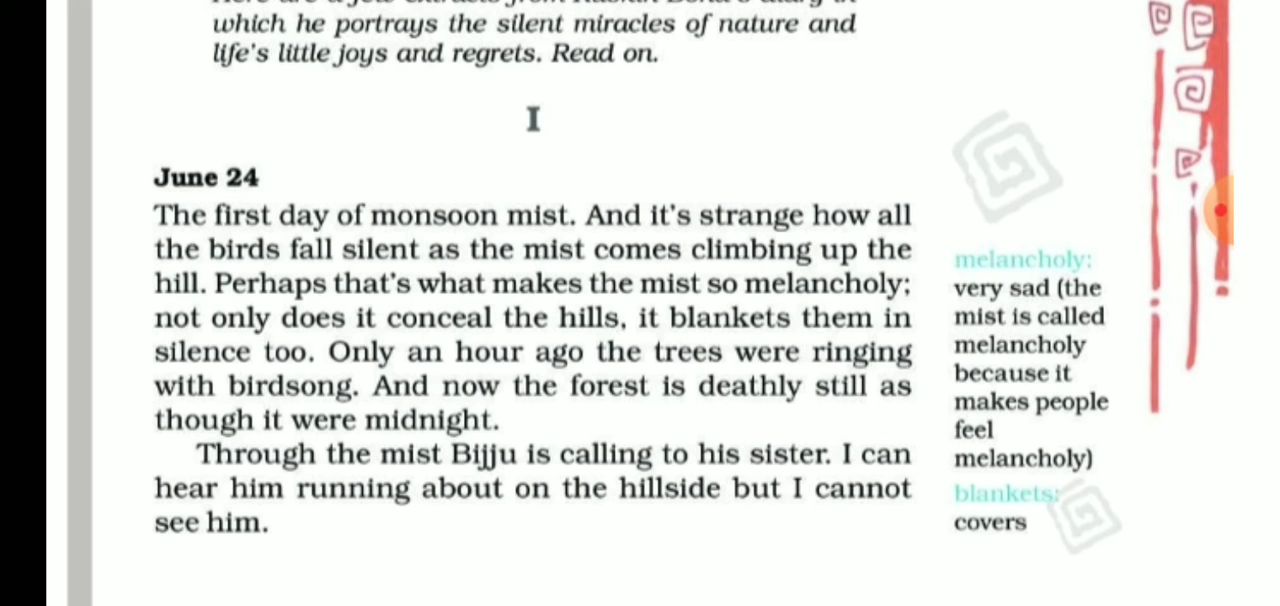 which he portrays the silent miracles of nature and
life's little joys and regrets. Read on.
I
June 24
The first day of monsoon mist. And it's strange how all
the birds fall silent as the mist comes climbing up the
hill. Perhaps that's what makes the mist so melancholy;
not only does it conceal the hills, it blankets them in
silence too. Only an hour ago the trees were ringing
with birdsong. And now the forest is deathly still as
though it were midnight.
Through the mist Bijju is calling to his sister. I can
hear him running about on the hillside but I cannot
see him.
melancholy:
very sad (the
mist is called
melancholy
because it
makes people
feel
melancholy)
blankets:
covers